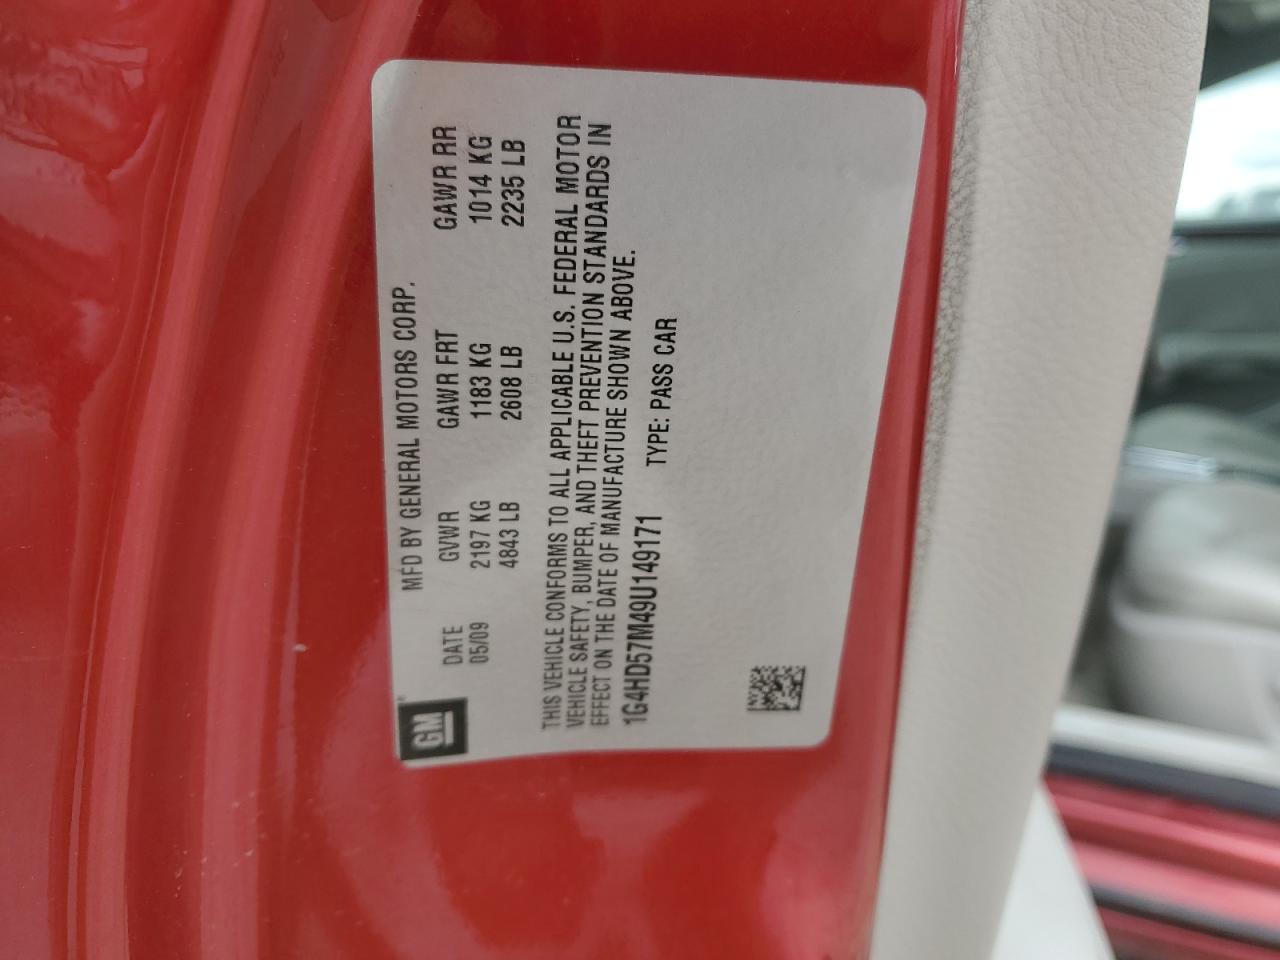 GM
MFD BY GENERAL MOTORS CORP.
DATE GVWR GAWR FRT GAWR RR
05/09 2197 KG 1183 KG 1014 KG
4843 LB 2608 LB 2235 LB
THIS VEHICLE CONFORMS TO ALL APPLICABLE U.S. FEDERAL MOTOR
VEHICLE SAFETY, BUMPER, AND THEFT PREVENTION STANDARDS IN
EFFECT ON THE DATE OF MANUFACTURE SHOWN ABOVE.
1G4HD57M49U149171 TYPE: PASS CAR